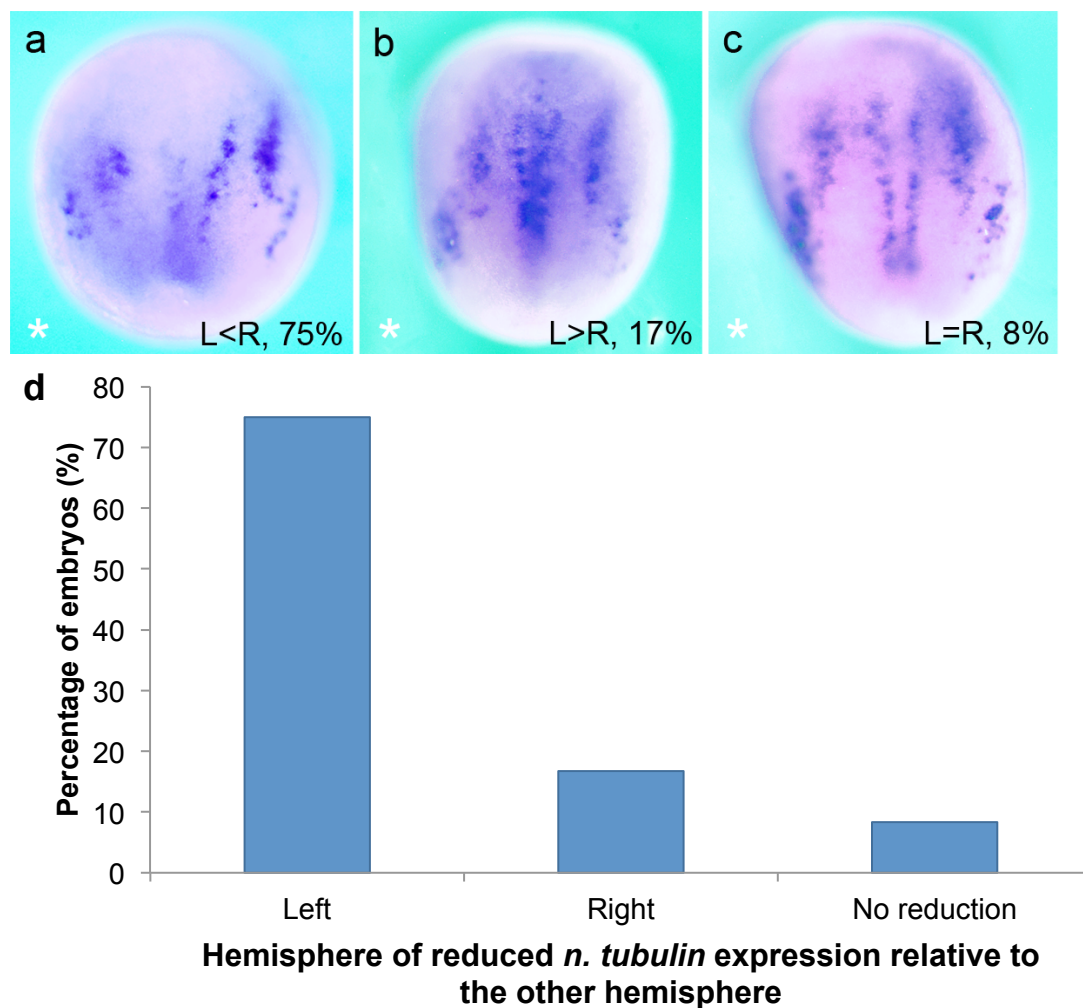 a
b
c
* L<R, 75%
* L>R, 17%
* L=R, 8%
d
Percentage of embryos (%)
80
70
60
50
40
30
20
10
0
Left Right No reduction
Hemisphere of reduced n. tubulin expression relative to
the other hemisphere